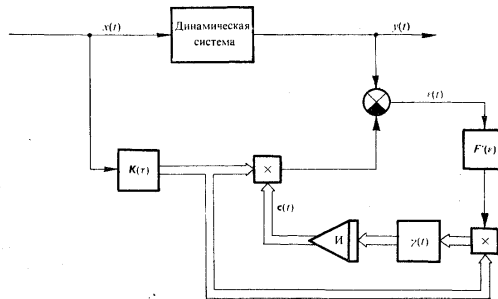 x(t)
Динамическая
система
y(t)
ε(t)
K(τ)
×
F'(ε)
c(t)
И
γ(t)
×